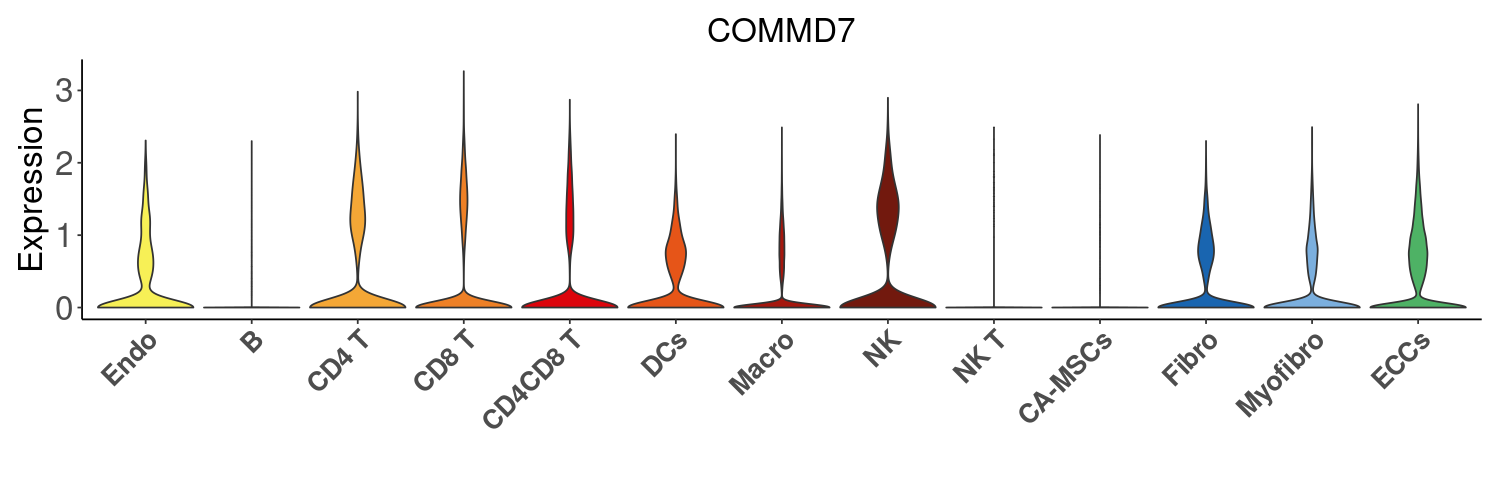 COMMD7
Expression
3
2
1
0
Endo
B
CD4 T
CD8 T
CD4CD8 T
DCs
Macro
NK
NK T
CA-MSCs
Fibro
Myofibro
ECCs